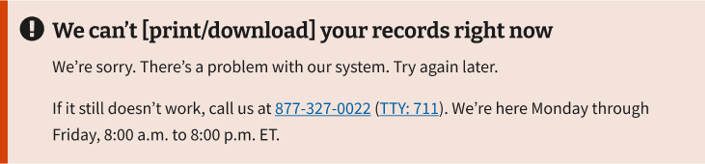 We can’t [print/download] your records right now
We’re sorry. There’s a problem with our system. Try again later.
If it still doesn’t work, call us at 877-327-0022 (TTY: 711). We’re here Monday through
Friday, 8:00 a.m. to 8:00 p.m. ET.